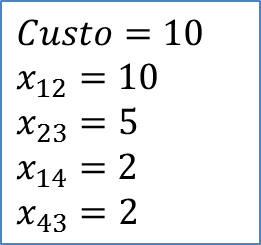 Custo = 10
x₁₂ = 10
x₂₃ = 5
x₁₄ = 2
x₄₃ = 2